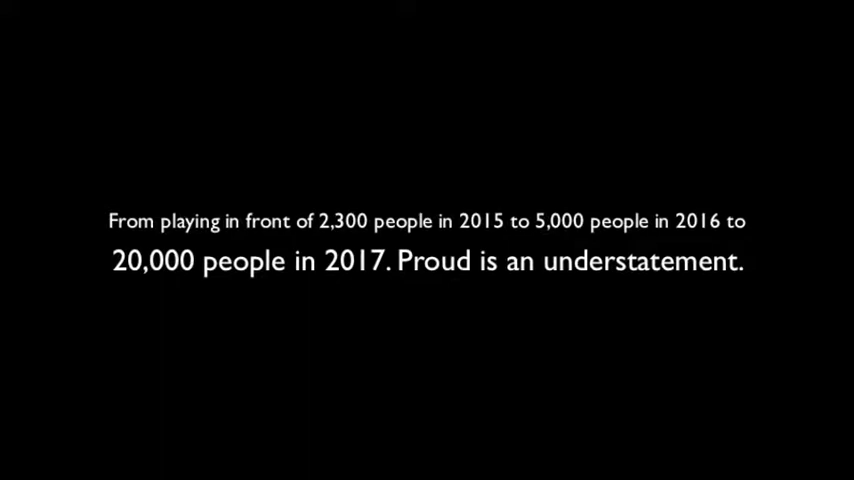 From playing in front of 2,300 people in 2015 to 5,000 people in 2016 to
20,000 people in 2017. Proud is an understatement.